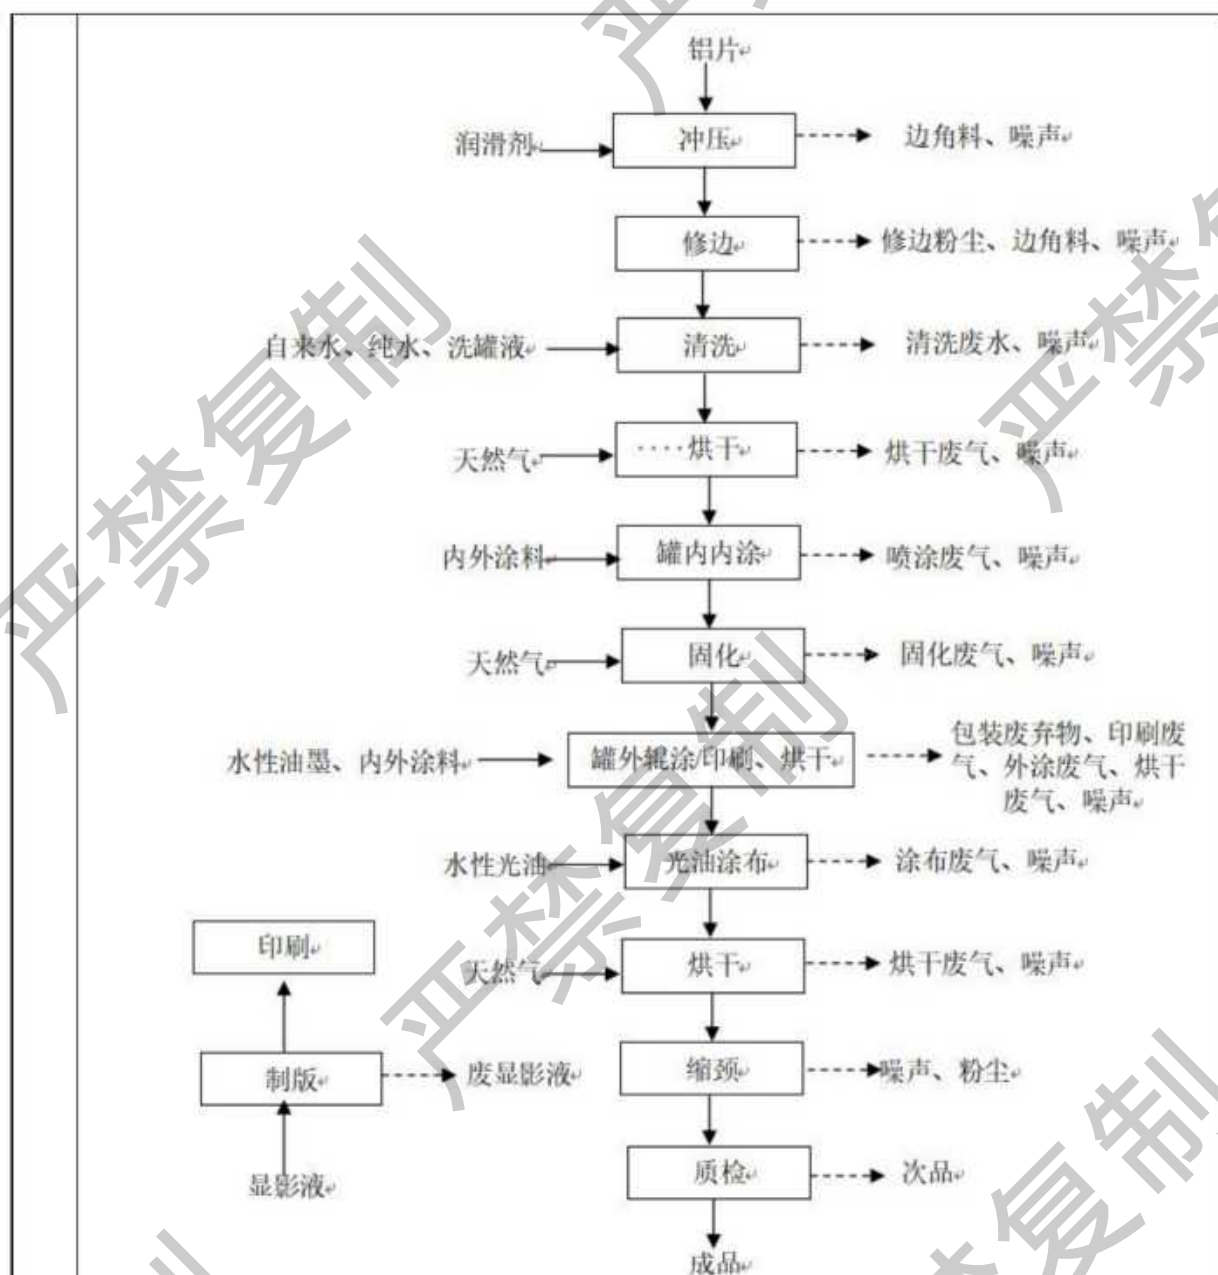 铝片
润滑剂 冲压 边角料、噪声
修边 修边粉尘、边角料、噪声
自来水、纯水、洗罐液 清洗 清洗废水、噪声
天然气 ····烘干 烘干废气、噪声
内外涂料 罐内内涂 喷涂废气、噪声
天然气 固化 固化废气、噪声
水性油墨、内外涂料 罐外辊涂/印刷、烘干 包装废弃物、印刷废
气、外涂废气、烘干
废气、噪声
水性光油 光油涂布 涂布废气、噪声
印刷
天然气 烘干 烘干废气、噪声
制版 废显影液
缩颈 噪声、粉尘
显影液
质检 次品
成品
严禁复制
严禁复制
严禁复制
严禁复制